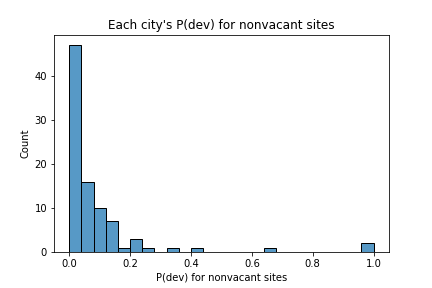 Each city's P(dev) for nonvacant sites
Count
40
30
20
10
0
0.0 0.2 0.4 0.6 0.8 1.0
P(dev) for nonvacant sites